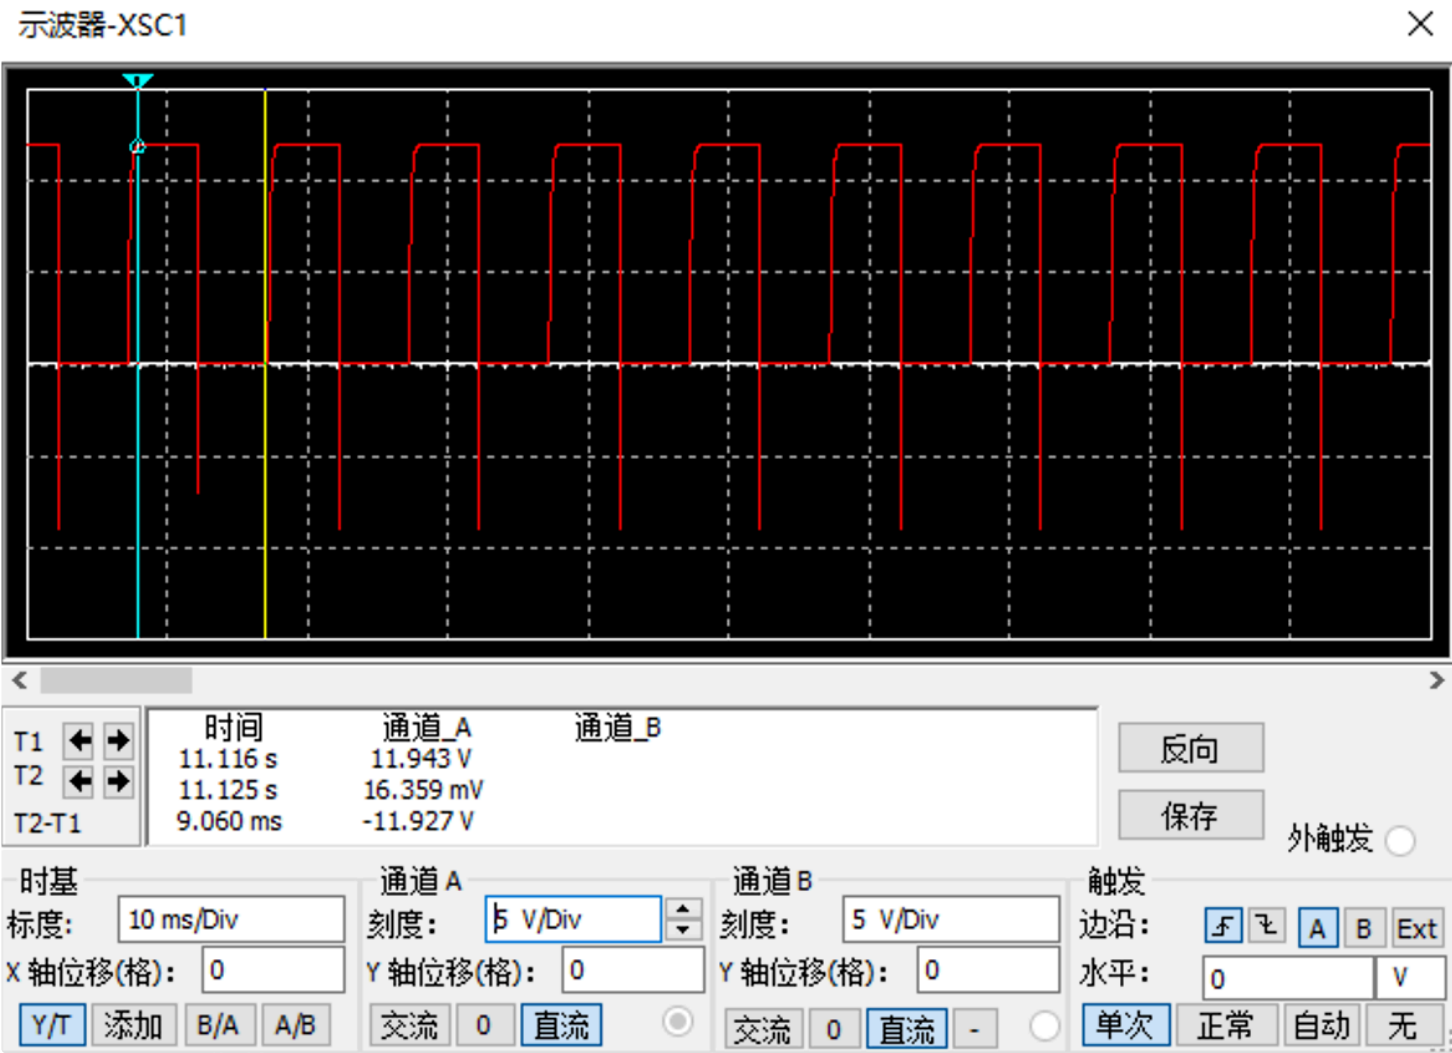 示波器-XSC1
时间 通道_A 通道_B
T1 11.116 s 11.943 V
T2 11.125 s 16.359 mV
T2-T1 9.060 ms -11.927 V
反向
保存
外触发
时基
标度: 10 ms/Div
X 轴位移(格): 0
Y/T 添加 B/A A/B
通道 A
刻度: 5 V/Div
Y 轴位移(格): 0
交流 0 直流
通道 B
刻度: 5 V/Div
Y 轴位移(格): 0
交流 0 直流 -
触发
边沿: A B Ext
水平: 0 V
单次 正常 自动 无